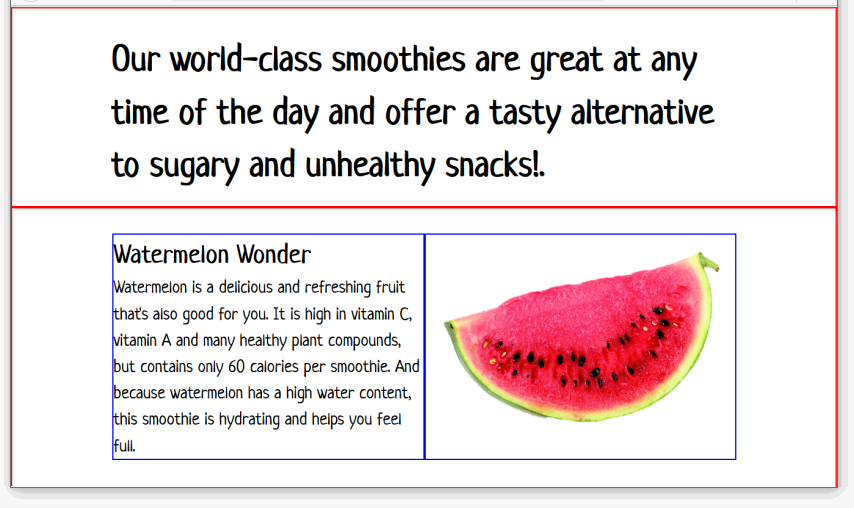 Our world-class smoothies are great at any
time of the day and offer a tasty alternative
to sugary and unhealthy snacks!.
Watermelon Wonder
Watermelon is a delicious and refreshing fruit
that's also good for you. It is high in vitamin C,
vitamin A and many healthy plant compounds,
but contains only 60 calories per smoothie. And
because watermelon has a high water content,
this smoothie is hydrating and helps you feel
full.